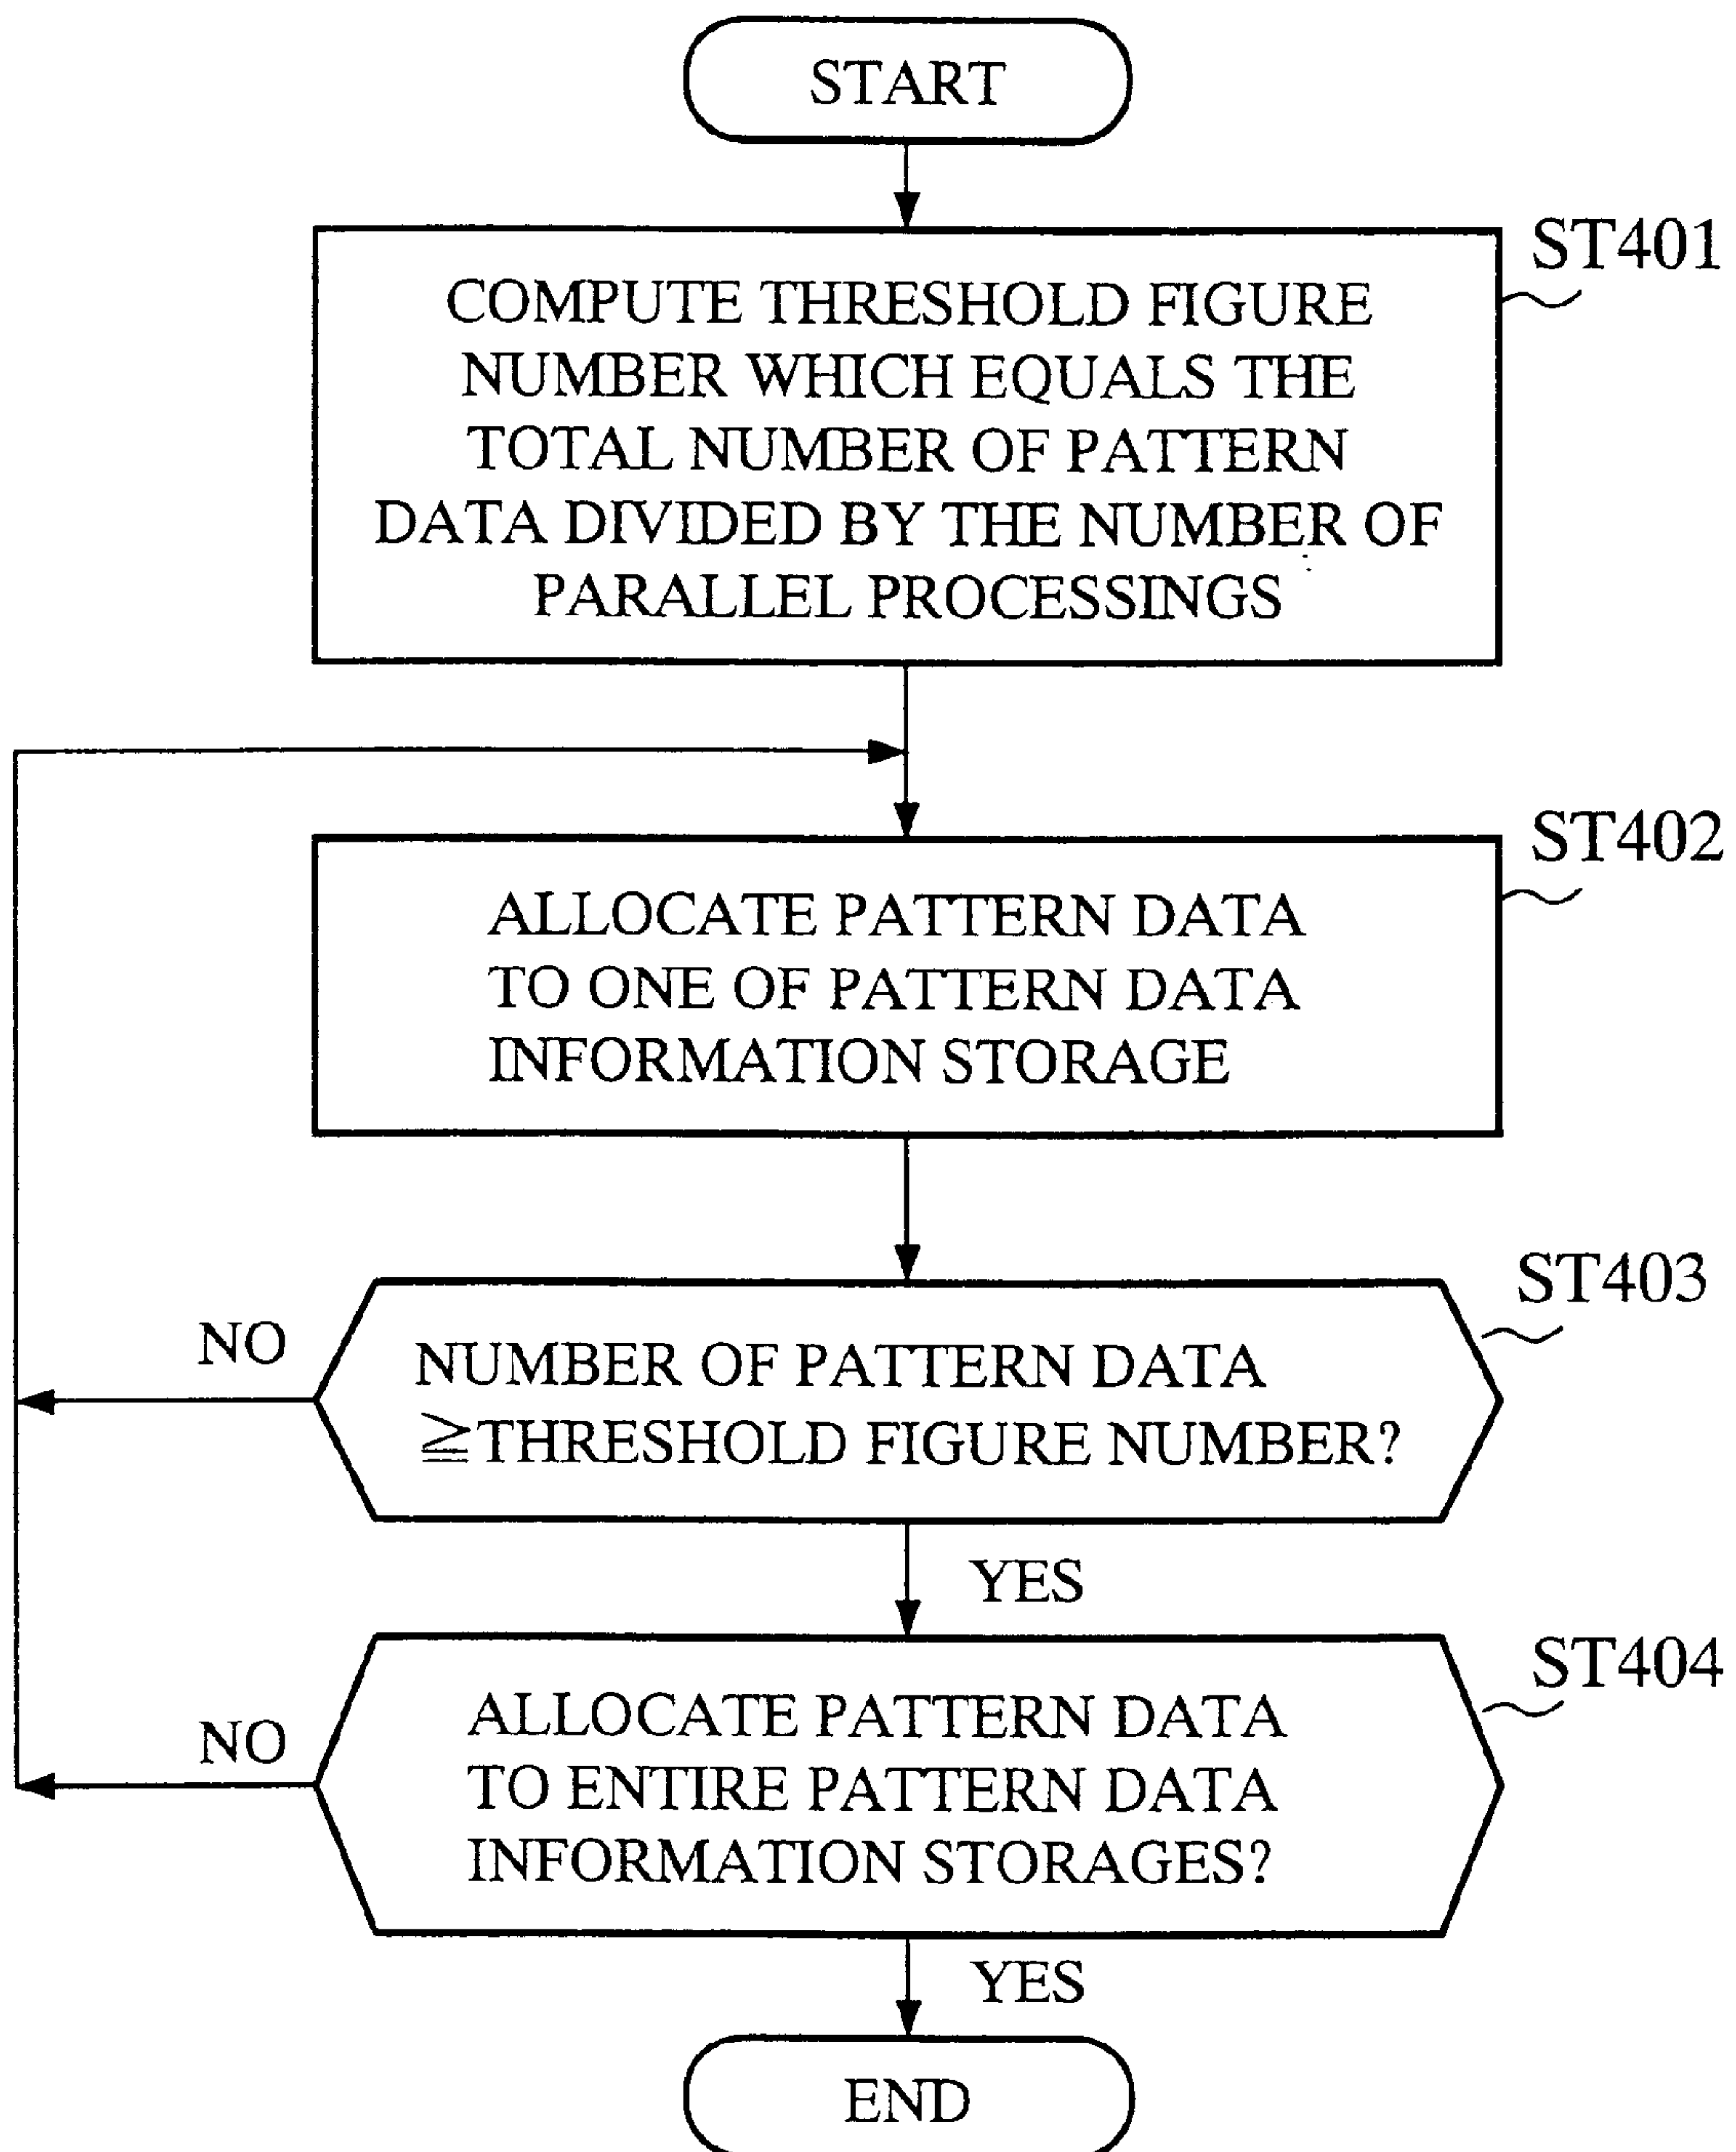 START
ST401
COMPUTE THRESHOLD FIGURE
NUMBER WHICH EQUALS THE
TOTAL NUMBER OF PATTERN
DATA DIVIDED BY THE NUMBER OF
PARALLEL PROCESSINGS
ST402
ALLOCATE PATTERN DATA
TO ONE OF PATTERN DATA
INFORMATION STORAGE
ST403
NO
NUMBER OF PATTERN DATA
≧THRESHOLD FIGURE NUMBER?
YES
ST404
NO
ALLOCATE PATTERN DATA
TO ENTIRE PATTERN DATA
INFORMATION STORAGES?
YES
END